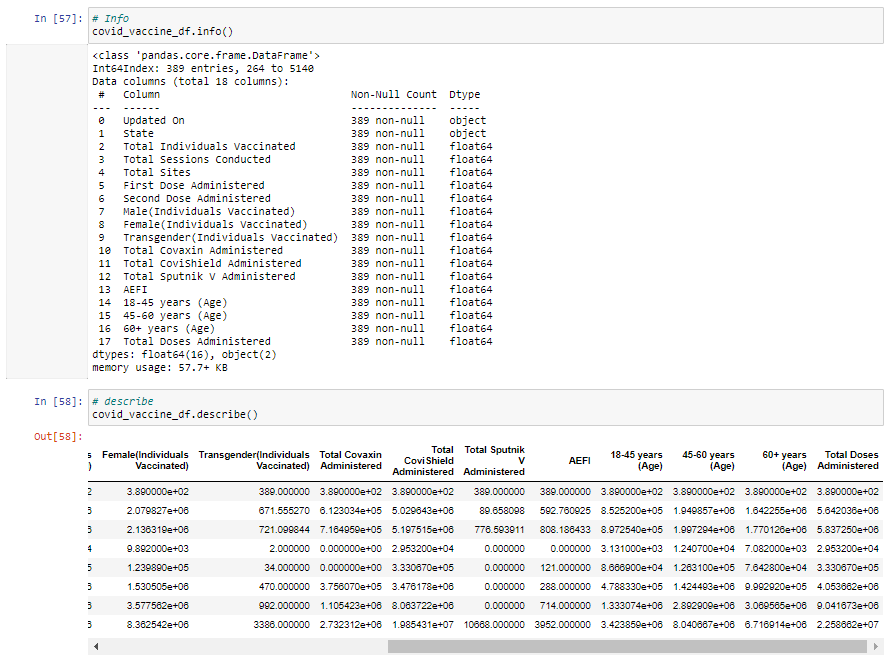 In [57]: # Info
covid_vaccine_df.info()
<class 'pandas.core.frame.DataFrame'>
Int64Index: 389 entries, 264 to 5140
Data columns (total 18 columns):
# Column Non-Null Count Dtype
--- ------ -------------- -----
0 Updated On 389 non-null object
1 State 389 non-null object
2 Total Individuals Vaccinated 389 non-null float64
3 Total Sessions Conducted 389 non-null float64
4 Total Sites 389 non-null float64
5 First Dose Administered 389 non-null float64
6 Second Dose Administered 389 non-null float64
7 Male(Individuals Vaccinated) 389 non-null float64
8 Female(Individuals Vaccinated) 389 non-null float64
9 Transgender(Individuals Vaccinated) 389 non-null float64
10 Total Covaxin Administered 389 non-null float64
11 Total CoviShield Administered 389 non-null float64
12 Total Sputnik V Administered 389 non-null float64
13 AEFI 389 non-null float64
14 18-45 years (Age) 389 non-null float64
15 45-60 years (Age) 389 non-null float64
16 60+ years (Age) 389 non-null float64
17 Total Doses Administered 389 non-null float64
dtypes: float64(16), object(2)
memory usage: 57.7+ KB
In [58]: # describe
covid_vaccine_df.describe()
Out[58]:
Total Total Sputnik
s Female(Individuals Transgender(Individuals Total Covaxin CoviShield V AEFI 18-45 years 45-60 years 60+ years Total Doses
) Vaccinated) Vaccinated) Administered Administered Administered (Age) (Age) (Age) Administered
2 3.890000e+02 389.000000 3.890000e+02 3.890000e+02 389.000000 389.000000 3.890000e+02 3.890000e+02 3.890000e+02 3.890000e+02
2.079827e+06 671.555270 6.123034e+05 5.029643e+06 89.658098 592.760925 8.525200e+05 1.949857e+06 1.642255e+06 5.642036e+06
2.136319e+06 721.099844 7.164959e+05 5.197515e+06 776.593911 808.186433 8.972540e+05 1.997294e+06 1.770126e+06 5.837250e+06
4 9.892000e+03 2.000000 0.000000e+00 2.953200e+04 0.000000 0.000000 3.131000e+03 1.240700e+04 7.082000e+03 2.953200e+04
5 1.239890e+05 34.000000 0.000000e+00 3.330670e+05 0.000000 121.000000 8.666900e+04 1.263100e+05 7.642800e+04 3.330670e+05
1.530505e+06 470.000000 3.756070e+05 3.476178e+06 0.000000 288.000000 4.788330e+05 1.424493e+06 9.992920e+05 4.053662e+06
3.577562e+06 992.000000 1.105423e+06 8.063722e+06 0.000000 714.000000 1.333074e+06 2.892909e+06 3.069565e+06 9.041673e+06
8.362542e+06 3386.000000 2.732312e+06 1.985431e+07 10668.000000 3952.000000 3.423859e+06 8.040667e+06 6.716914e+06 2.258662e+07